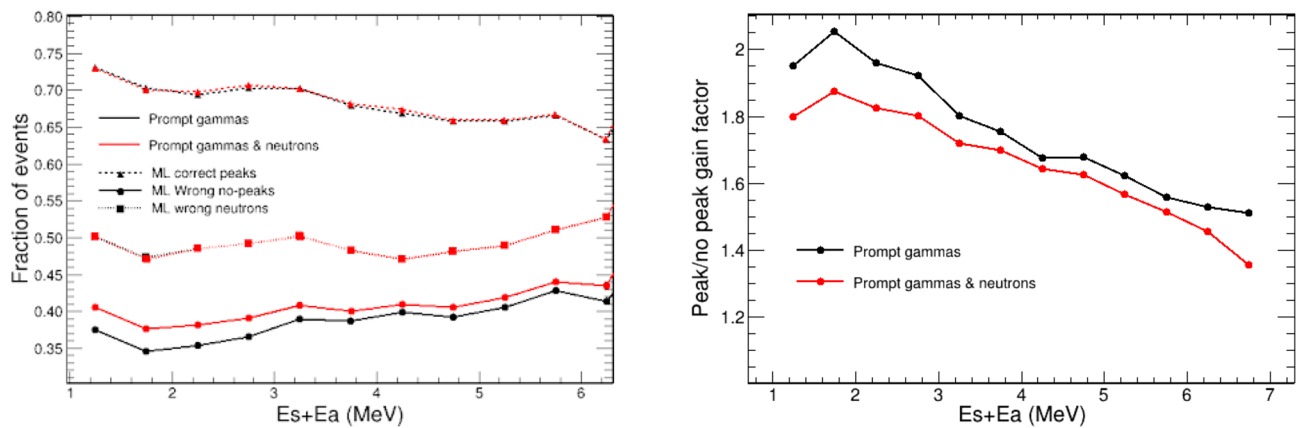 0.80
0.75
0.70
0.65
0.60
0.55
0.50
0.45
0.40
0.35
Fraction of events
Prompt gammas
Prompt gammas & neutrons
ML correct peaks
ML Wrong no-peaks
ML wrong neutrons
1 2 3 4 5 6
Es+Ea (MeV)
2
1.8
1.6
1.4
1.2
Peak/no peak gain factor
Prompt gammas
Prompt gammas & neutrons
1 2 3 4 5 6 7
Es+Ea (MeV)